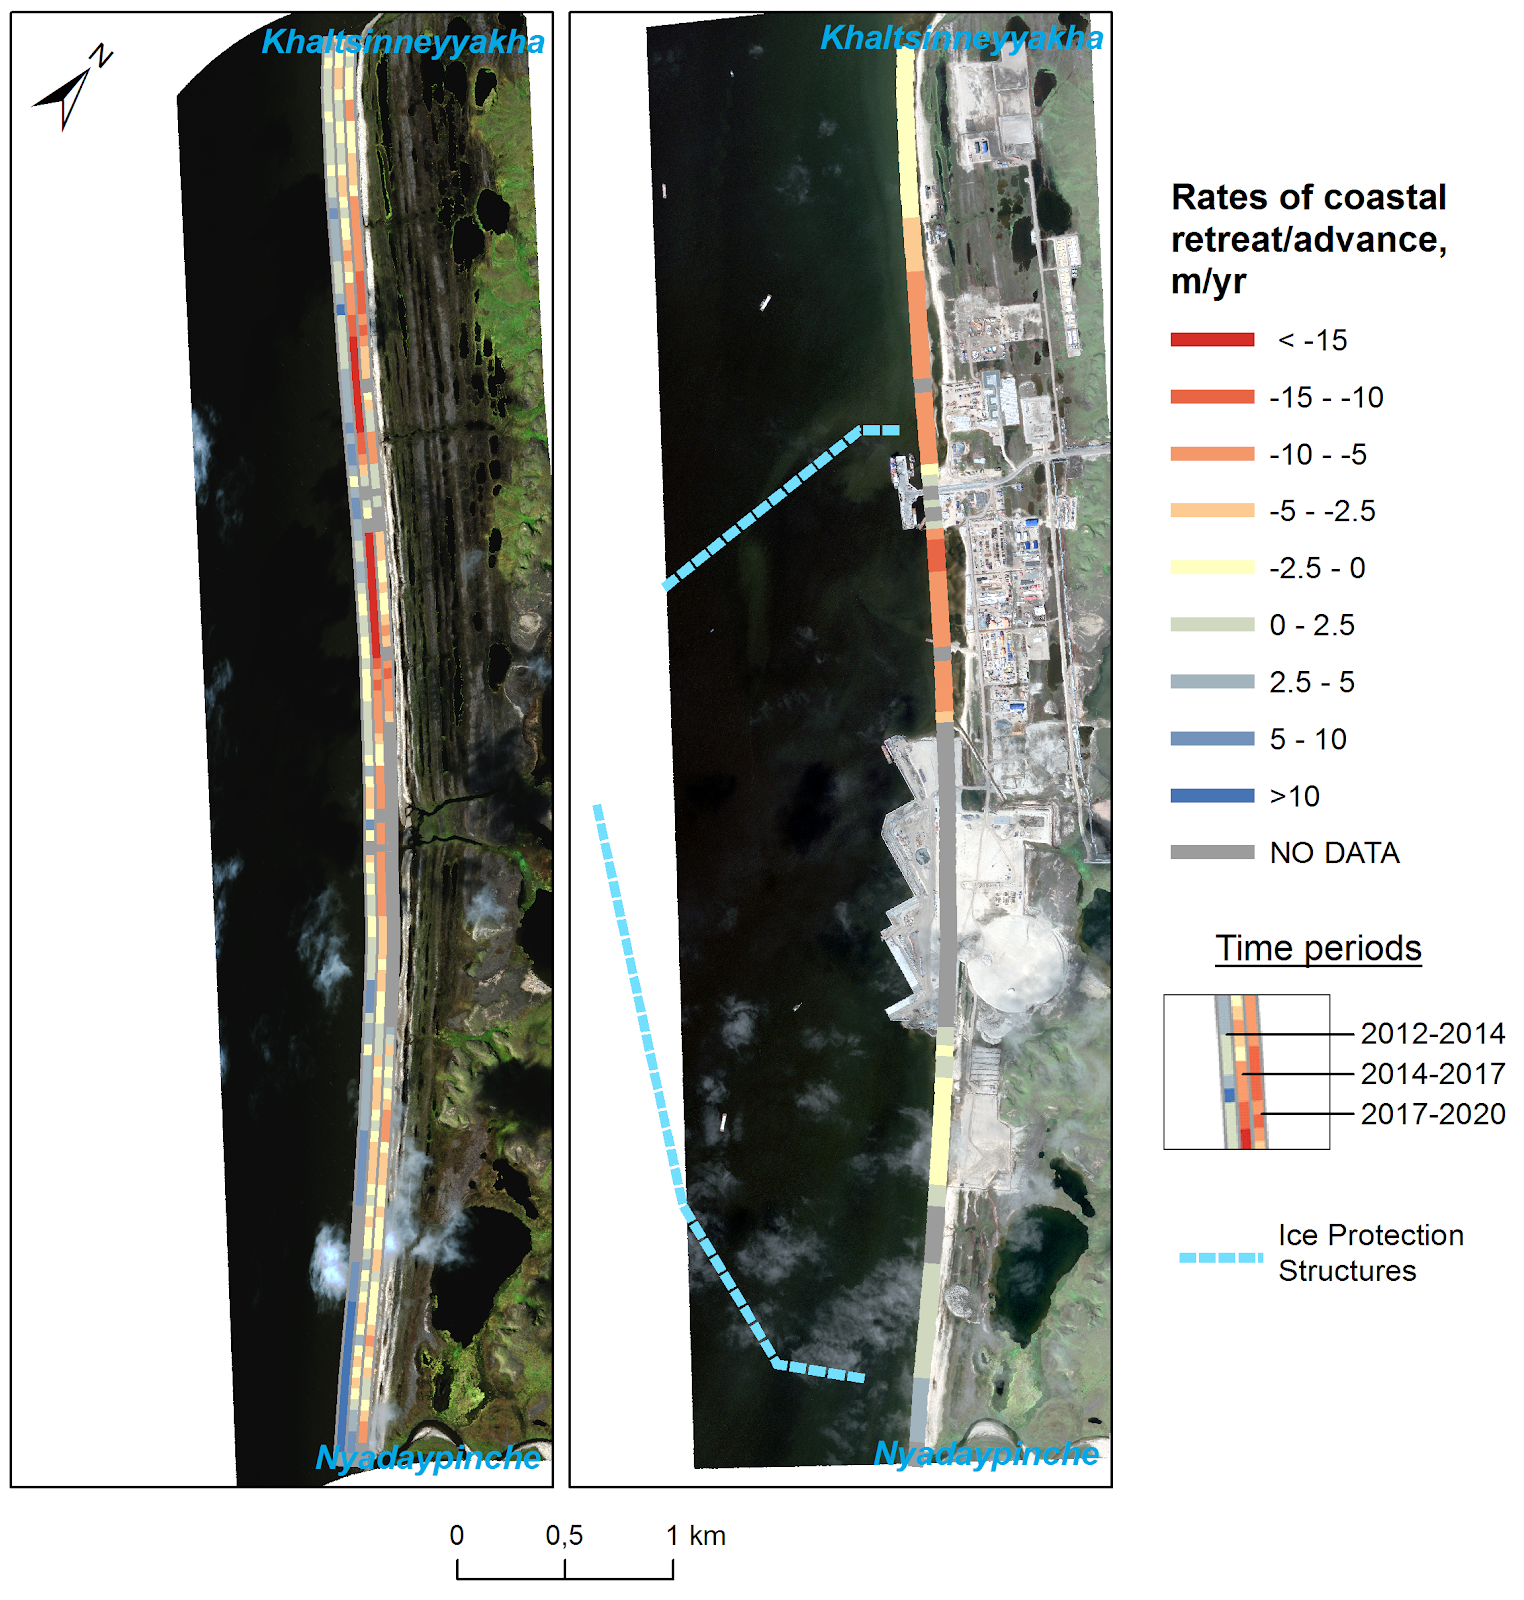 N
Khaltsinneyyakha
Nyadaypinche
Khaltsinneyyakha
Nyadaypinche
Rates of coastal
retreat/advance,
m/yr
< -15
-15 - -10
-10 - -5
-5 - -2.5
-2.5 - 0
0 - 2.5
2.5 - 5
5 - 10
>10
NO DATA
Time periods
2012-2014
2014-2017
2017-2020
Ice Protection
Structures
0 0,5 1 km